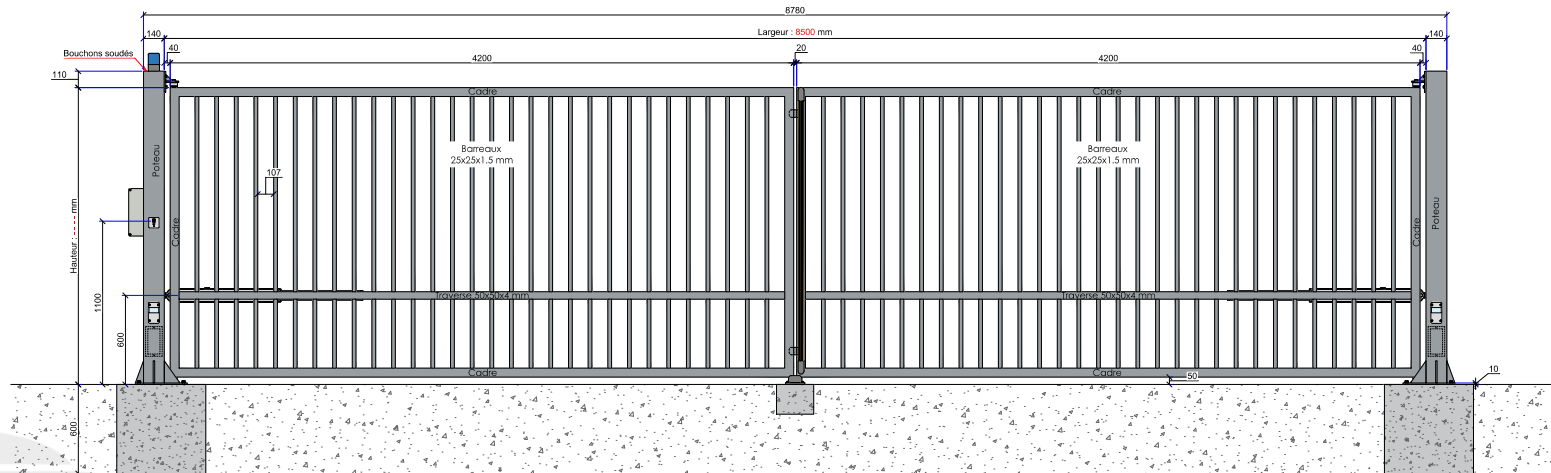 8780
140
Largeur : 8500 mm
140
Bouchons soudés
40
4200
20
4200
40
110
Cadre
Cadre
Poteau
Barreaux
25x25x1.5 mm
Barreaux
25x25x1.5 mm
107
Hauteur : ---- mm
Cadre
Cadre
Poteau
1100
600
Traverse 50x50x4 mm
Traverse 50x50x4 mm
Cadre
Cadre
50
10
600